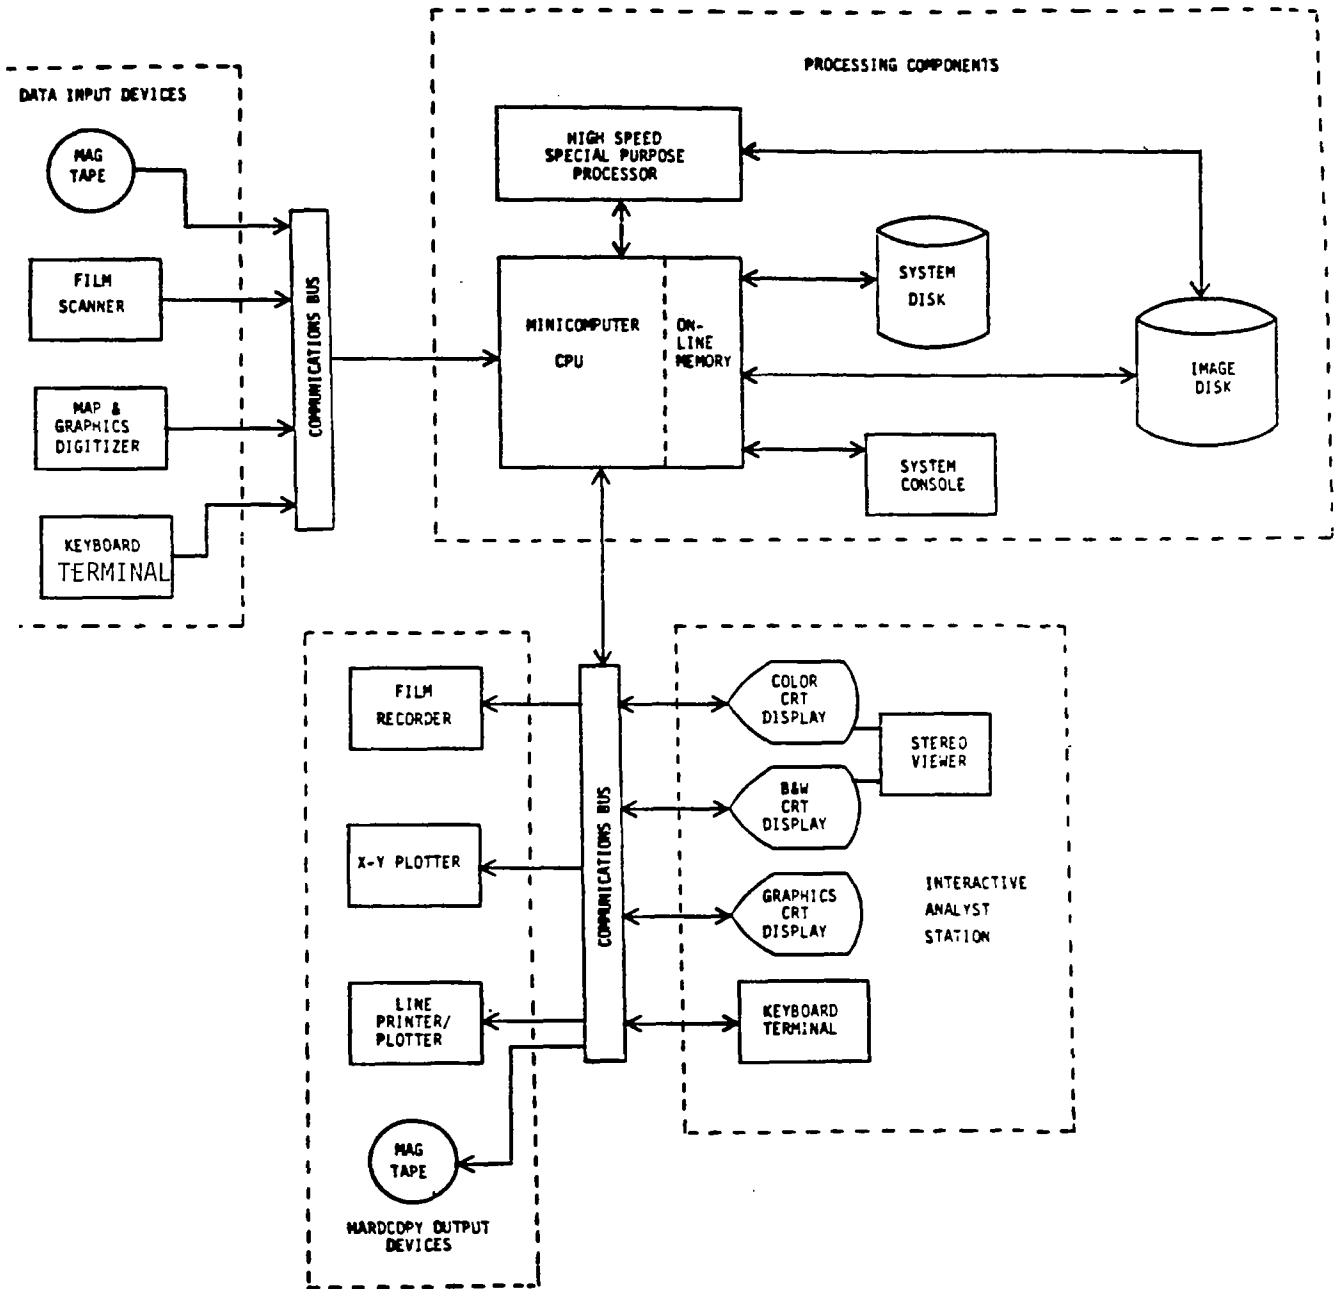 PROCESSING COMPONENTS
DATA INPUT DEVICES
MAG
TAPE
FILM
SCANNER
MAP &
GRAPHICS
DIGITIZER
KEYBOARD
TERMINAL
COMMUNICATIONS BUS
HIGH SPEED
SPECIAL PURPOSE
PROCESSOR
MINICOMPUTER
CPU
ON-
LINE
MEMORY
SYSTEM
DISK
IMAGE
DISK
SYSTEM
CONSOLE
FILM
RECORDER
X-Y PLOTTER
LINE
PRINTER/
PLOTTER
MAG
TAPE
HARDCOPY OUTPUT
DEVICES
COMMUNICATIONS BUS
COLOR
CRT
DISPLAY
STEREO
VIEWER
B&W
CRT
DISPLAY
GRAPHICS
CRT
DISPLAY
KEYBOARD
TERMINAL
INTERACTIVE
ANALYST
STATION